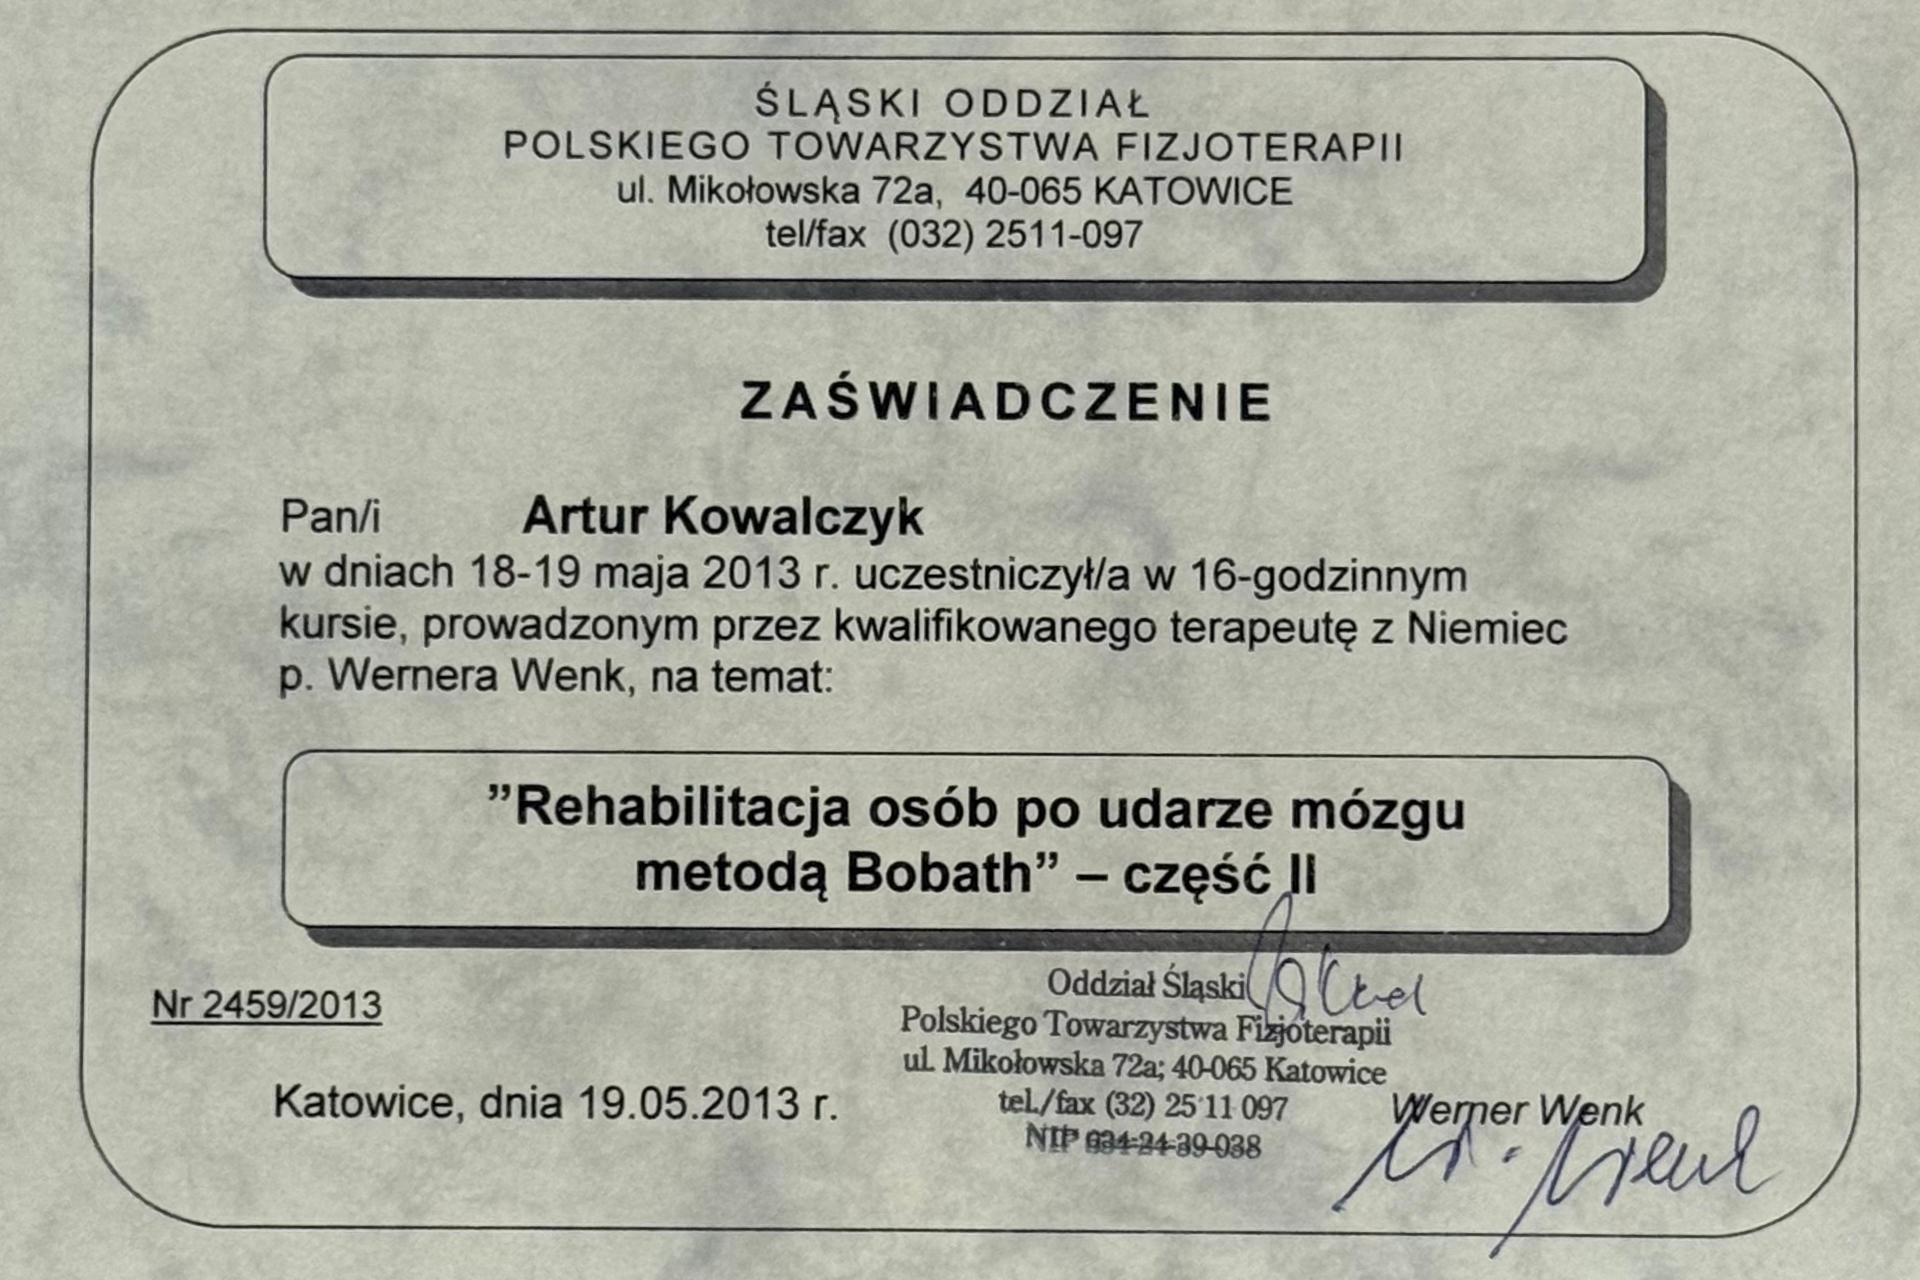 ŚLĄSKI ODDZIAŁ
POLSKIEGO TOWARZYSTWA FIZJOTERAPII
ul. Mikołowska 72a, 40-065 KATOWICE
tel/fax (032) 2511-097
ZAŚWIADCZENIE
Pan/i Artur Kowalczyk
w dniach 18-19 maja 2013 r. uczestniczył/a w 16-godzinnym
kursie, prowadzonym przez kwalifikowanego terapeutę z Niemiec
p. Wernera Wenk, na temat:
”Rehabilitacja osób po udarze mózgu
metodą Bobath” – część II
Nr 2459/2013
Oddział Śląski
Polskiego Towarzystwa Fizjoterapii
ul. Mikołowska 72a; 40-065 Katowice
tel./fax (32) 25 11 097
NIP 634-24-39-038
Katowice, dnia 19.05.2013 r.
Werner Wenk
W. Wenk